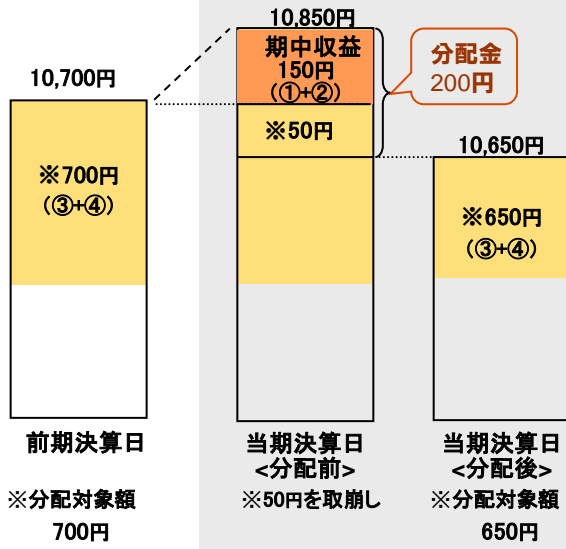 10,850円
期中収益
150円
(①+②)
分配金
200円
10,700円
※50円
10,650円
※700円
(③+④)
※650円
(③+④)
前期決算日
当期決算日
<分配前>
当期決算日
<分配後>
※分配対象額
700円
※50円を取崩し
※分配対象額
650円